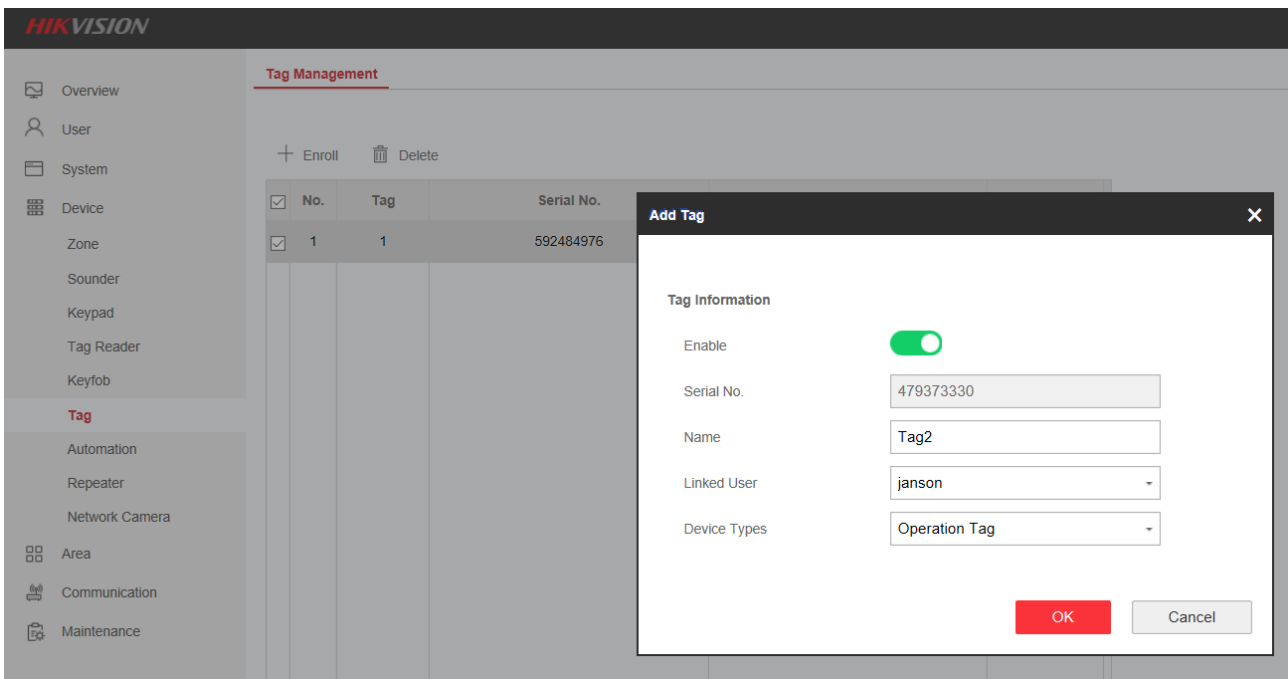 HIKVISION
Overview
User
System
Device
Zone
Sounder
Keypad
Tag Reader
Keyfob
Tag
Automation
Repeater
Network Camera
Area
Communication
Maintenance
Tag Management
Enroll Delete
No. Tag Serial No.
1 1 592484976
Add Tag
Tag Information
Enable
Serial No. 479373330
Name Tag2
Linked User janson
Device Types Operation Tag
OK Cancel